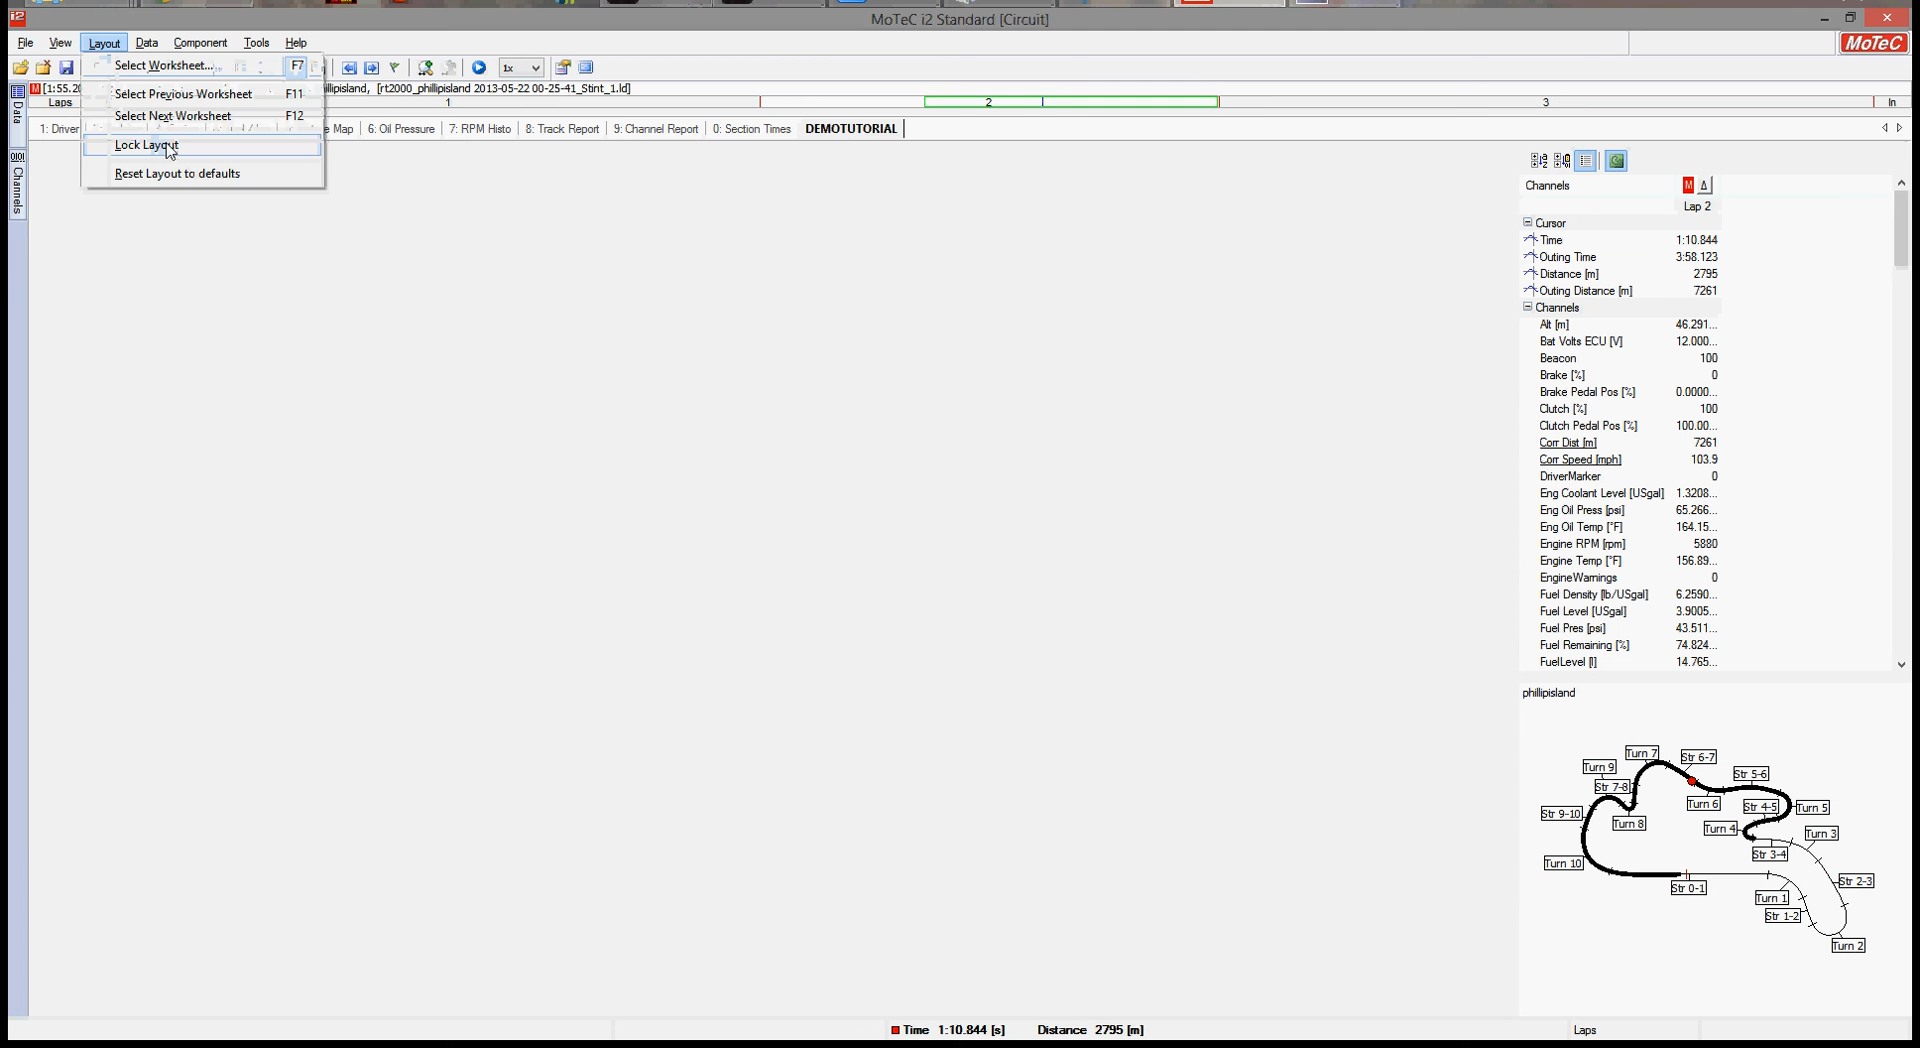 i2
MoTeC i2 Standard [Circuit]
File View Layout Data Component Tools Help
MoTeC
Select Worksheet... F7
Select Previous Worksheet F11
Select Next Worksheet F12
Lock Layout
Reset Layout to defaults
1x
M [1:55.20
illipisland, [rt2000_phillipisland 2013-05-22 00-25-41_Stint_1.ld]
Laps 1 2 3 In
1: Driver
e Map 6: Oil Pressure 7: RPM Histo 8: Track Report 9: Channel Report 0: Section Times DEMOTUTORIAL
Data
Channels
Channels M Δ
Lap 2
Cursor
Time 1:10.844
Outing Time 3:58.123
Distance [m] 2795
Outing Distance [m] 7261
Channels
Alt [m] 46.291...
Bat Volts ECU [V] 12.000...
Beacon 100
Brake [%] 0
Brake Pedal Pos [%] 0.0000...
Clutch [%] 100
Clutch Pedal Pos [%] 100.00...
Corr Dist [m] 7261
Corr Speed [mph] 103.9
DriverMarker 0
Eng Coolant Level [USgal] 1.3208...
Eng Oil Press [psi] 65.266...
Eng Oil Temp [°F] 164.15...
Engine RPM [rpm] 5880
Engine Temp [°F] 156.89...
EngineWarnings 0
Fuel Density [lb/USgal] 6.2590...
Fuel Level [USgal] 3.9005...
Fuel Pres [psi] 43.511...
Fuel Remaining [%] 74.824...
FuelLevel [l] 14.765...
phillipisland
Turn 7 Str 6-7
Turn 9 Str 5-6
Str 7-8
Turn 6 Str 4-5 Turn 5
Str 9-10 Turn 8
Turn 4 Turn 3
Str 3-4
Turn 10
Str 0-1 Str 2-3
Turn 1
Str 1-2
Turn 2
Time 1:10.844 [s] Distance 2795 [m] Laps